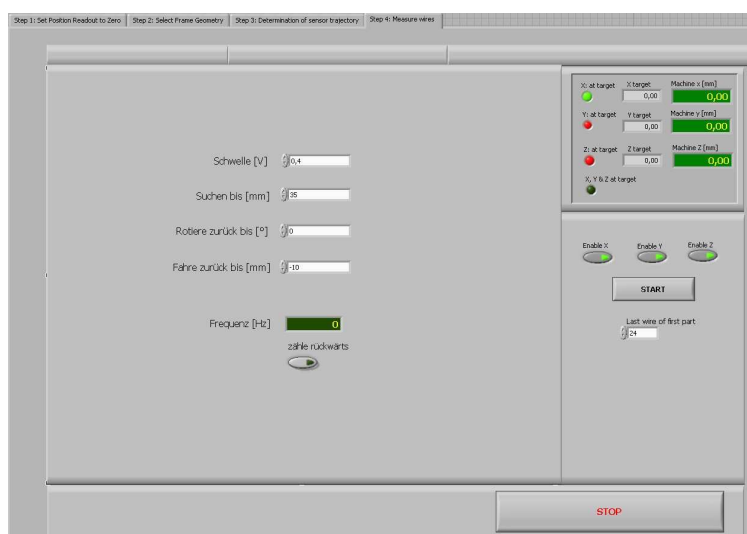 Step 1: Set Position Readout to Zero
Step 2: Select Frame Geometry
Step 3: Determination of sensor trajectory
Step 4: Measure wires
X: at target X target Machine x [mm]
0,00 0,00
Y: at target Y target Machine y [mm]
0,00 0,00
Z: at target Z target Machine Z [mm]
0,00 0,00
X, Y & Z at target
Schwelle [V] 0,4
Suchen bis [mm] 35
Rotiere zurück bis [°] 0
Fahre zurück bis [mm] -10
Frequenz [Hz] 0
zähle rückwärts
Enable X Enable Y Enable Z
START
Last wire of first part
24
STOP